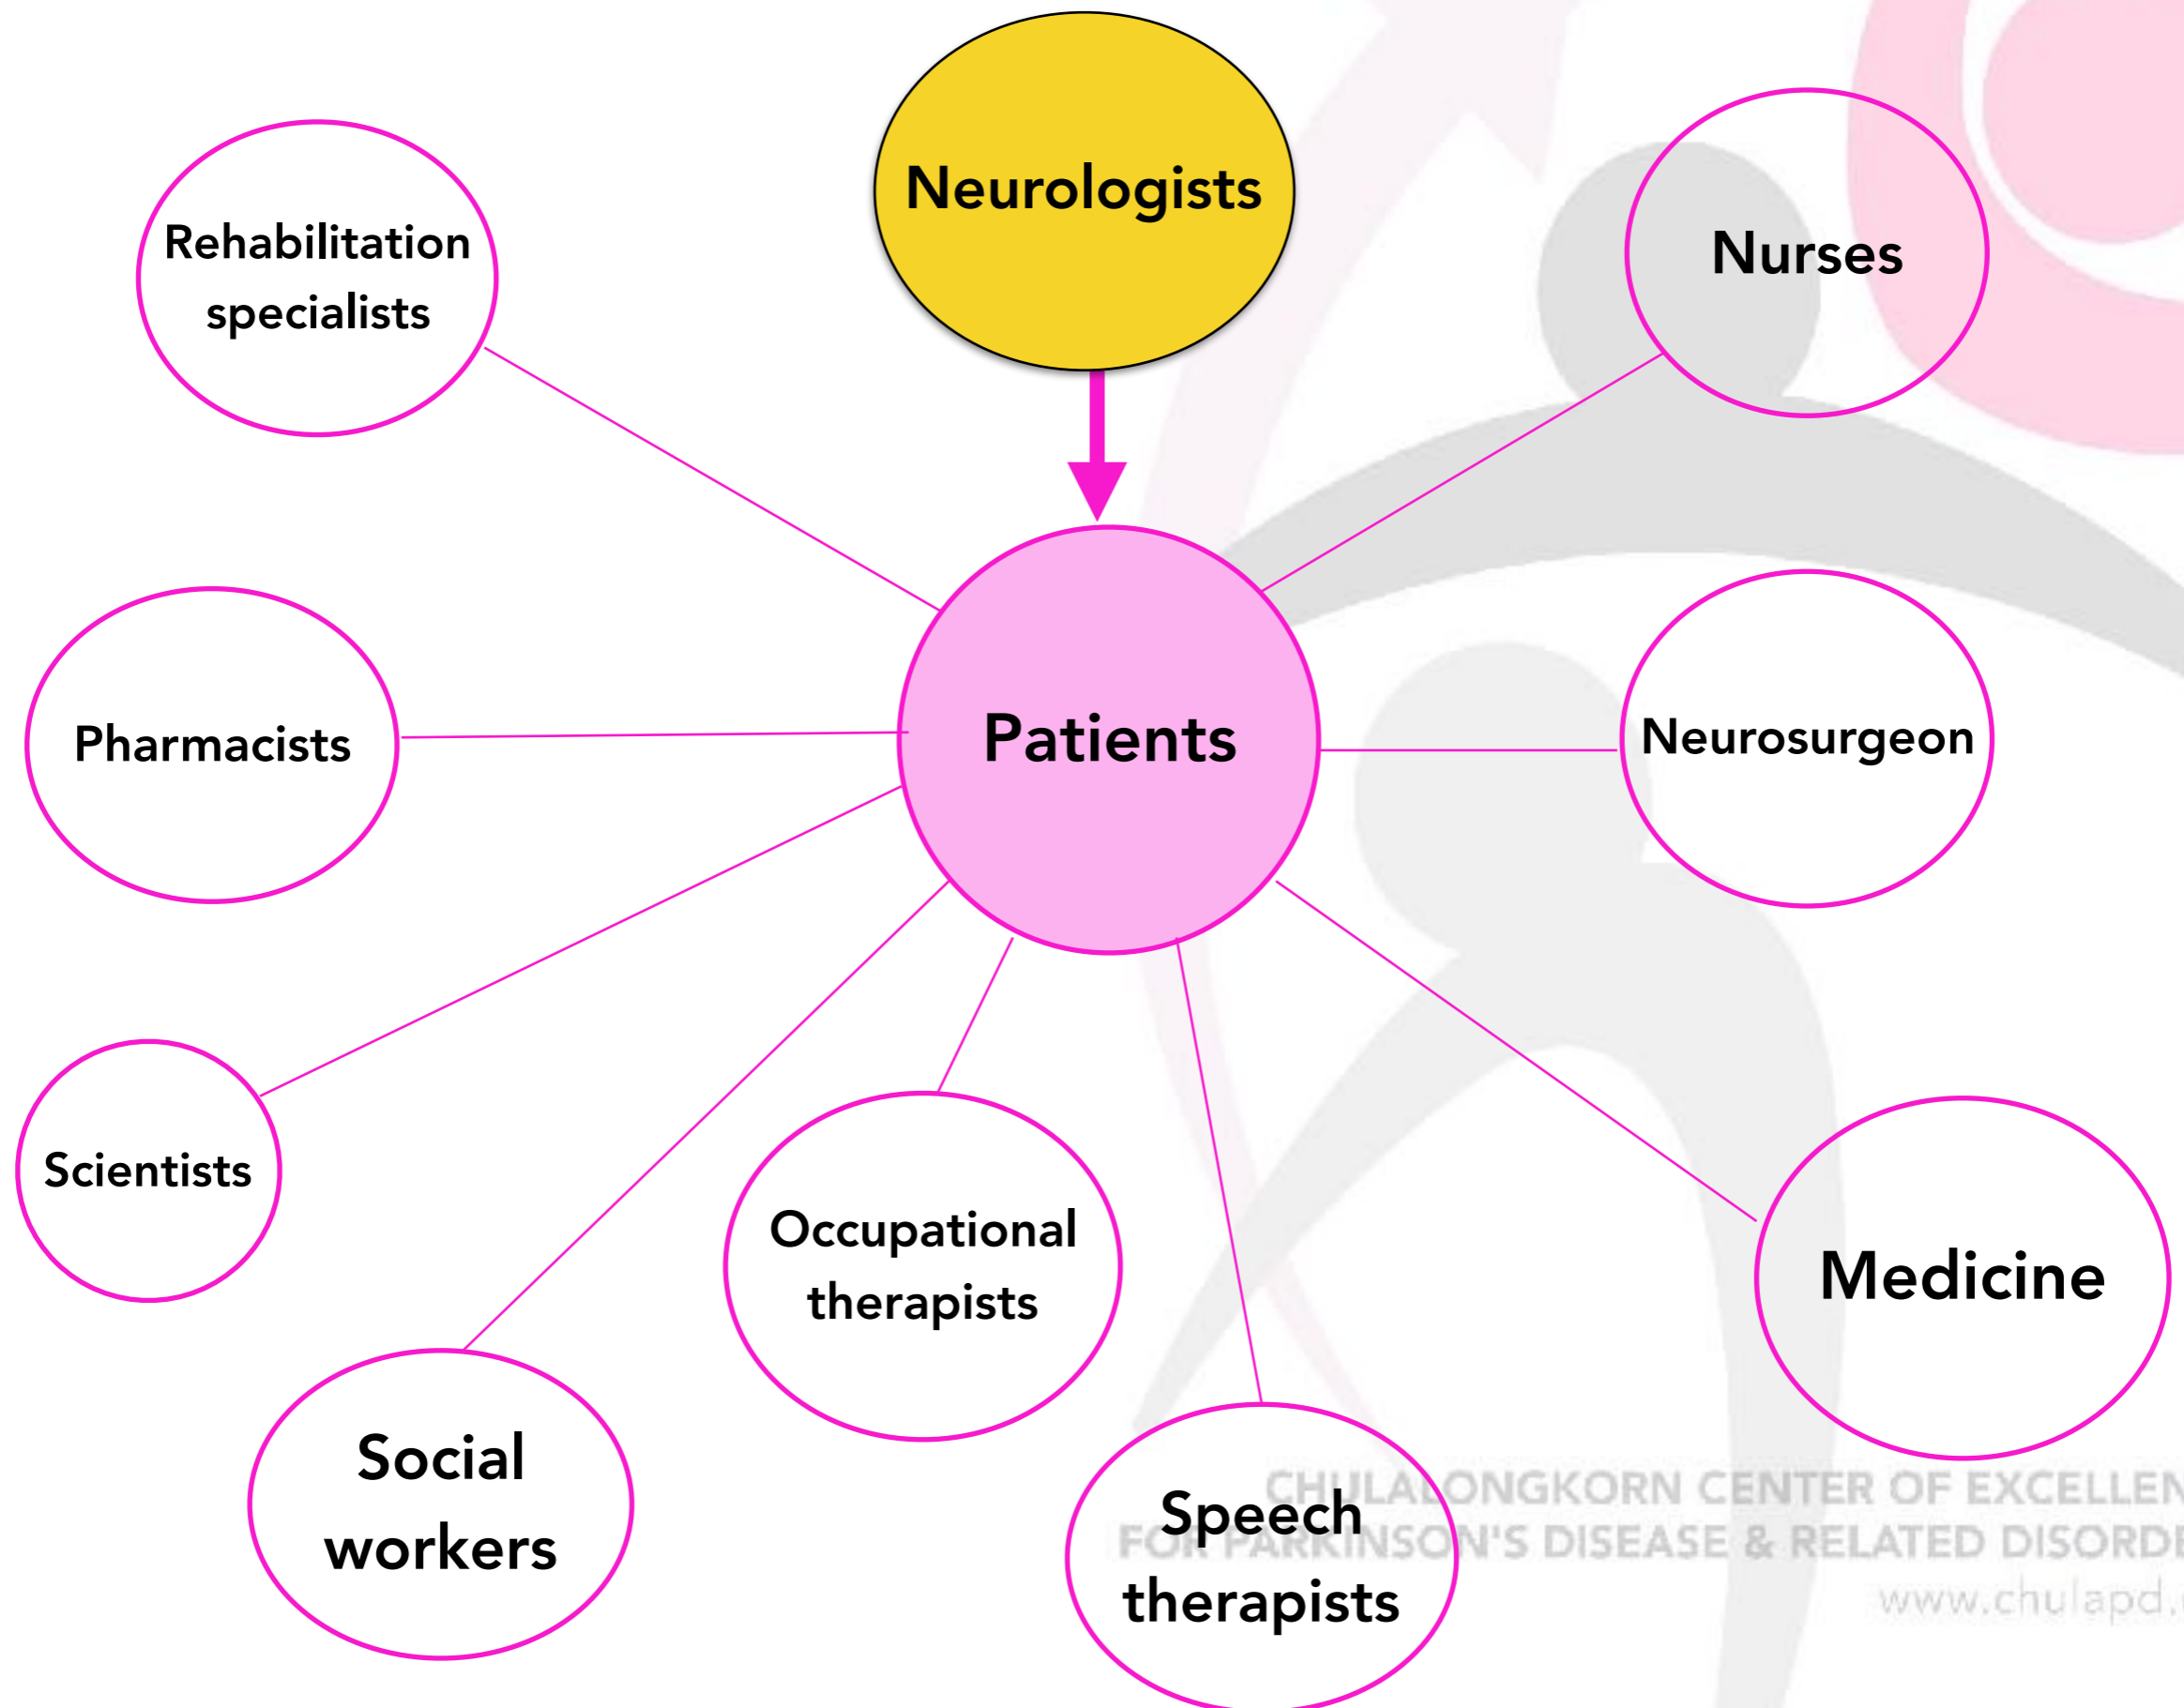 Neurologists
Rehabilitation
specialists
Nurses
Pharmacists
Patients
Neurosurgeon
Scientists
Occupational
therapists
Medicine
Social
workers
Speech
therapists
CHULALONGKORN CENTER OF EXCELLEN
FOR PARKINSON'S DISEASE & RELATED DISORDE
www.chulapd.